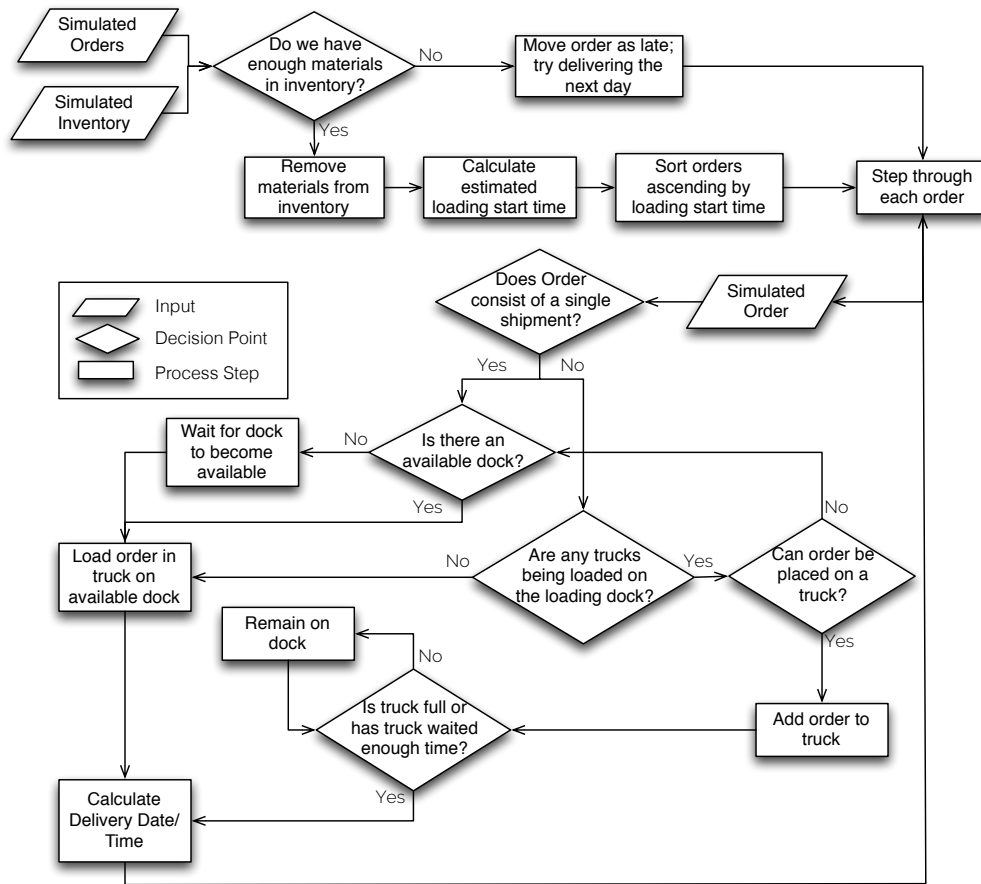 Simulated
Orders
Do we have
enough materials
in inventory?
No
Move order as late;
try delivering the
next day
Simulated
Inventory
Yes
Remove
materials from
inventory
Calculate
estimated
loading start time
Sort orders
ascending by
loading start time
Step through
each order
Does Order
consist of a single
shipment?
Simulated
Order
Input
Decision Point
Process Step
Yes
No
Wait for dock
to become
available
No
Is there an
available dock?
Yes
No
Load order in
truck on
available dock
No
Are any trucks
being loaded on
the loading dock?
Yes
Can order be
placed on a
truck?
Remain on
dock
No
Yes
Is truck full or
has truck waited
enough time?
Add order to
truck
Yes
Calculate
Delivery Date/
Time